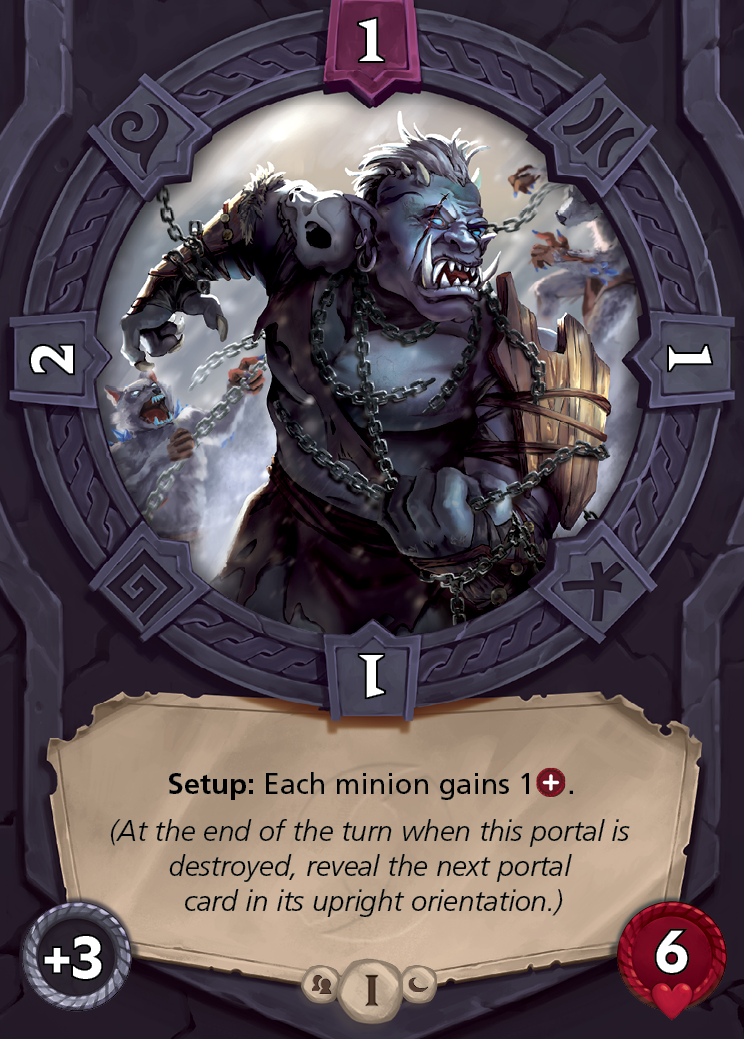 1
2
1
1
Setup: Each minion gains 1+.
(At the end of the turn when this portal is
destroyed, reveal the next portal
card in its upright orientation.)
+3
6
I